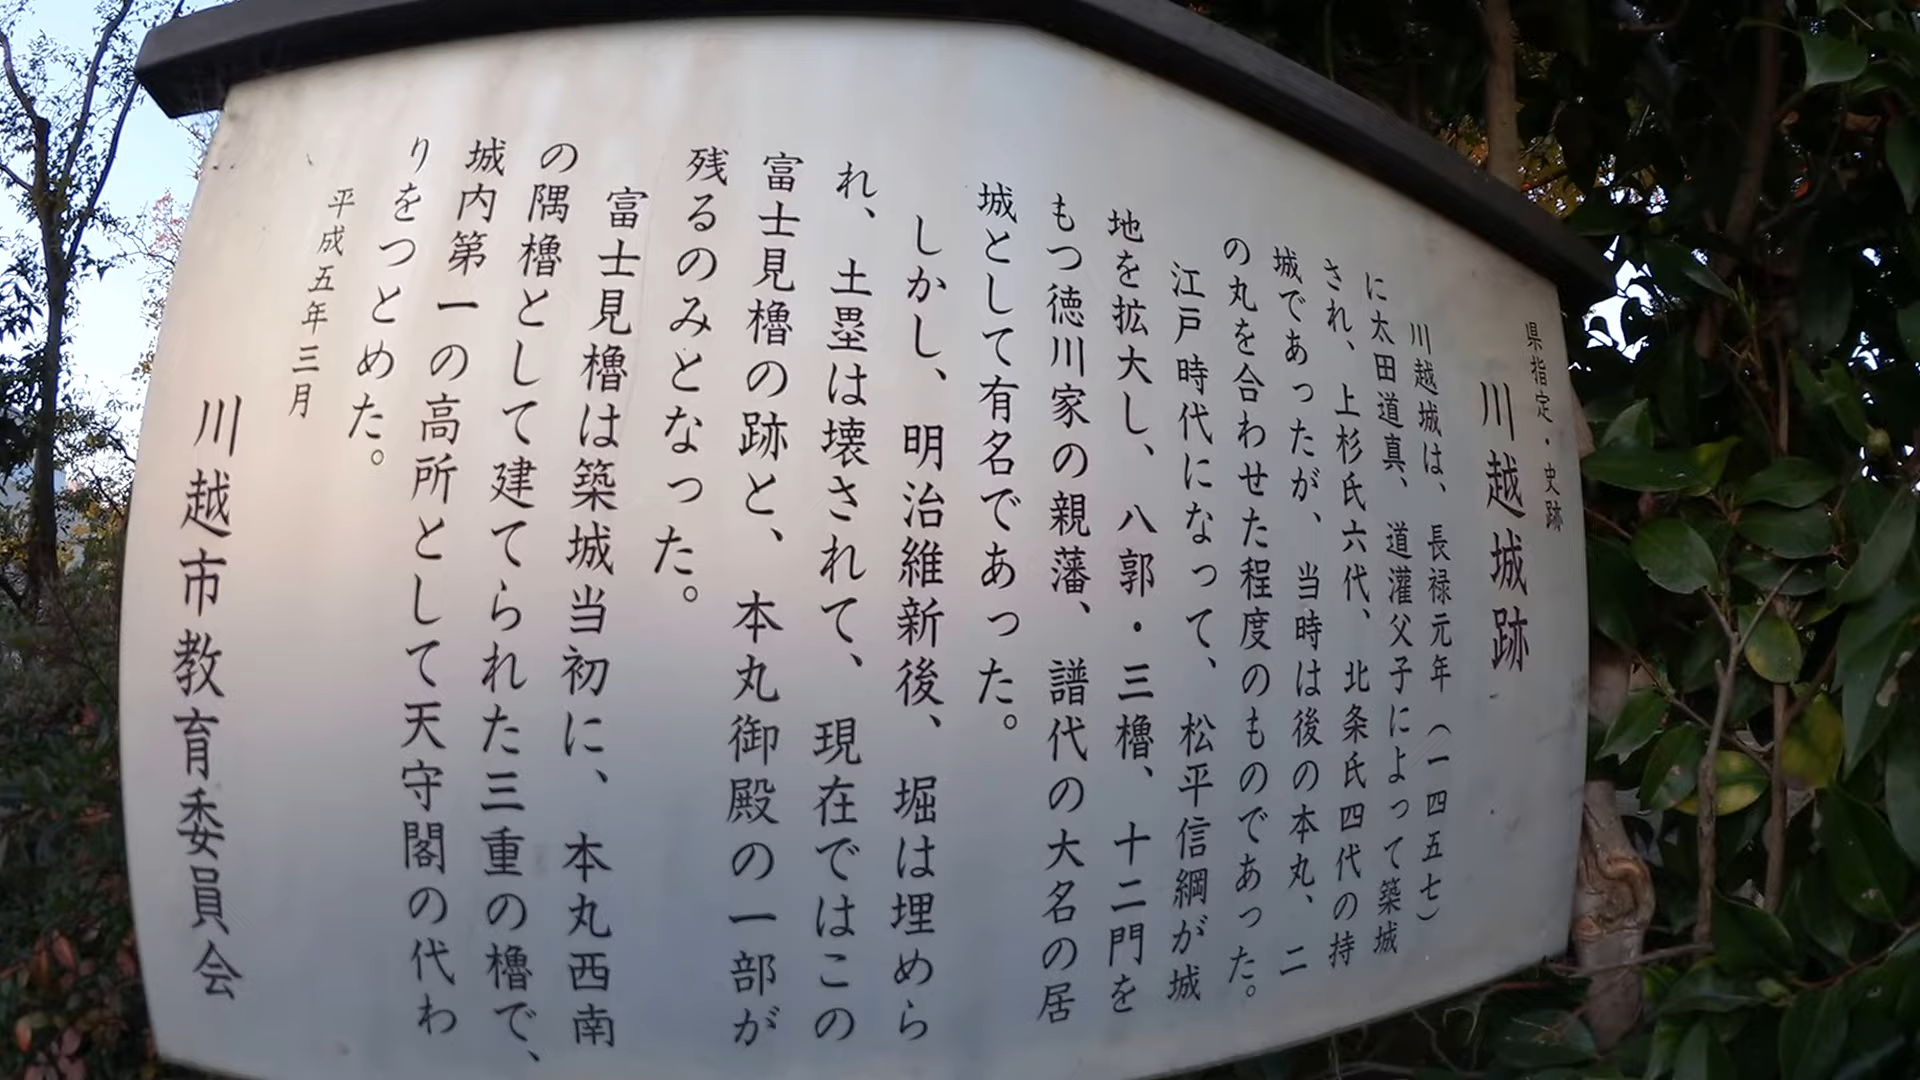 県指定・史跡
川越城跡
川越城は、長禄元年（一四五七）
に太田道真、道灌父子によって築城
され、上杉氏六代、北条氏四代の持
城であったが、当時は後の本丸、二
の丸を合わせた程度のものであった。
江戸時代になって、松平信綱が城
地を拡大し、八郭・三櫓、十二門を
もつ徳川家の親藩、譜代の大名の居
城として有名であった。
しかし、明治維新後、堀は埋めら
れ、土塁は壊されて、現在ではこの
富士見櫓の跡と、本丸御殿の一部が
残るのみとなった。
富士見櫓は築城当初に、本丸西南
の隅櫓として建てられた三重の櫓で、
城内第一の高所として天守閣の代わ
りをつとめた。
平成五年三月
川越市教育委員会